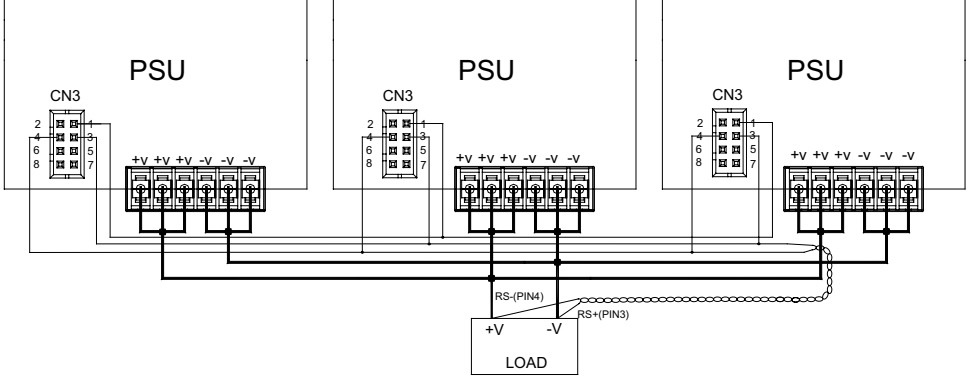 PSU PSU PSU
CN3 CN3 CN3
2 1 2 1 2 1
4 3 4 3 4 3
6 5 6 5 6 5
8 7 8 7 8 7
+V +V +V -V -V -V
+V +V +V -V -V -V
+V +V +V -V -V -V
RS-(PIN4)
RS+(PIN3)
+V -V
LOAD